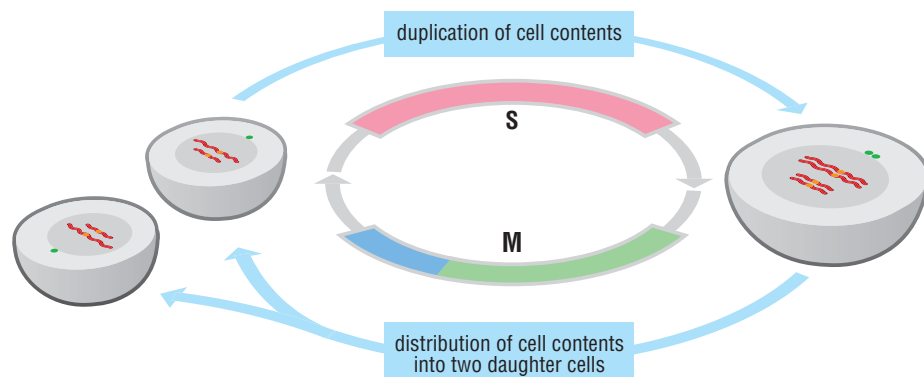 duplication of cell contents
S
M
distribution of cell contents
into two daughter cells